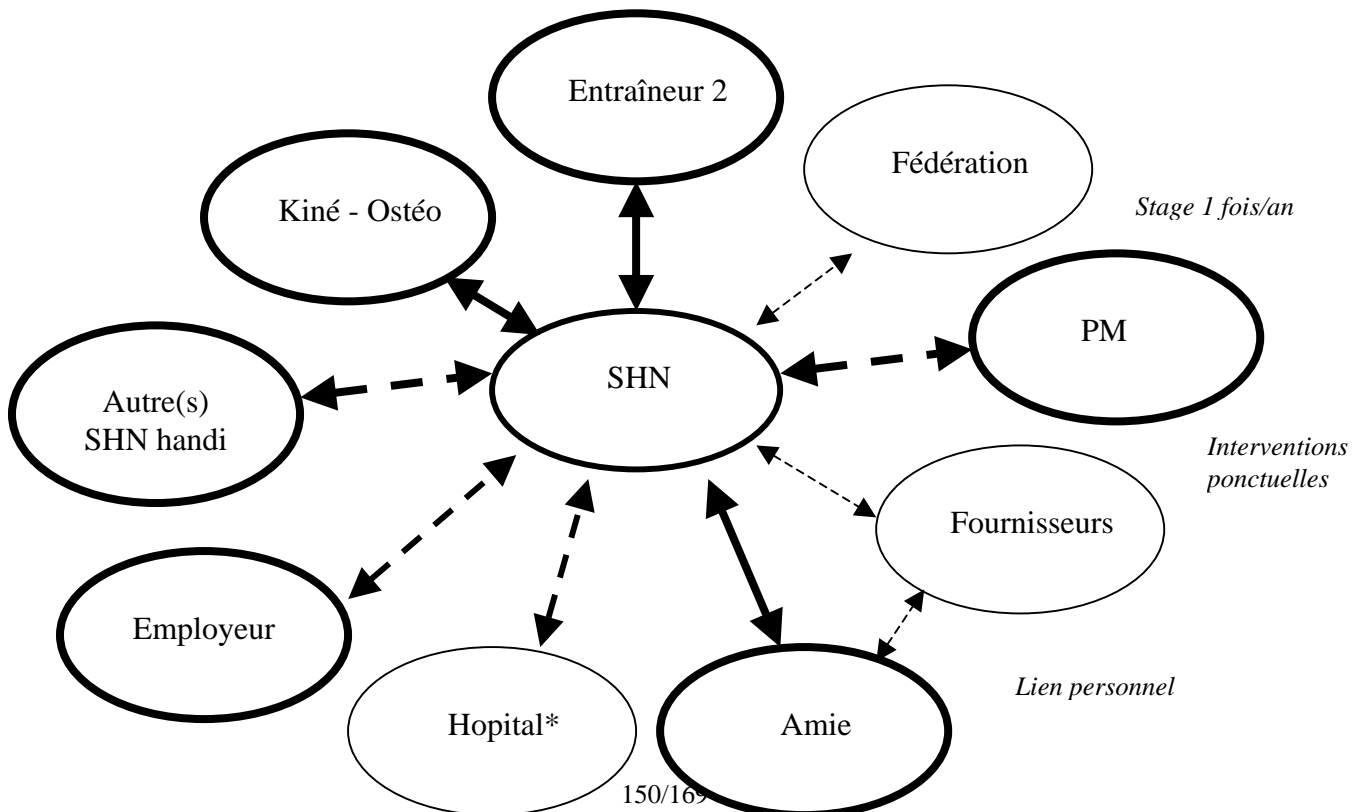 Entraîneur 2
Fédération
Kiné - Ostéo
Stage 1 fois/an
PM
SHN
Autre(s)
SHN handi
Interventions
ponctuelles
Fournisseurs
Employeur
Lien personnel
Hopital*
Amie
150/169